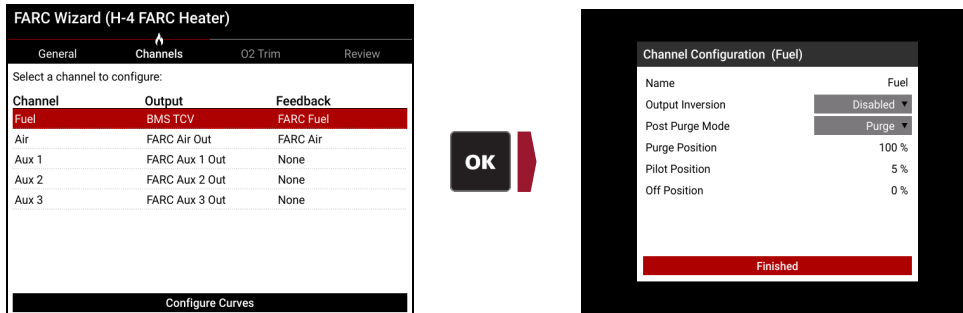 FARC Wizard (H-4 FARC Heater)
General Channels O2 Trim Review
Select a channel to configure:
Channel Output Feedback
Fuel BMS TCV FARC Fuel
Air FARC Air Out FARC Air
Aux 1 FARC Aux 1 Out None
Aux 2 FARC Aux 2 Out None
Aux 3 FARC Aux 3 Out None
Configure Curves
OK
Channel Configuration (Fuel)
Name Fuel
Output Inversion Disabled
Post Purge Mode Purge
Purge Position 100 %
Pilot Position 5 %
Off Position 0 %
Finished